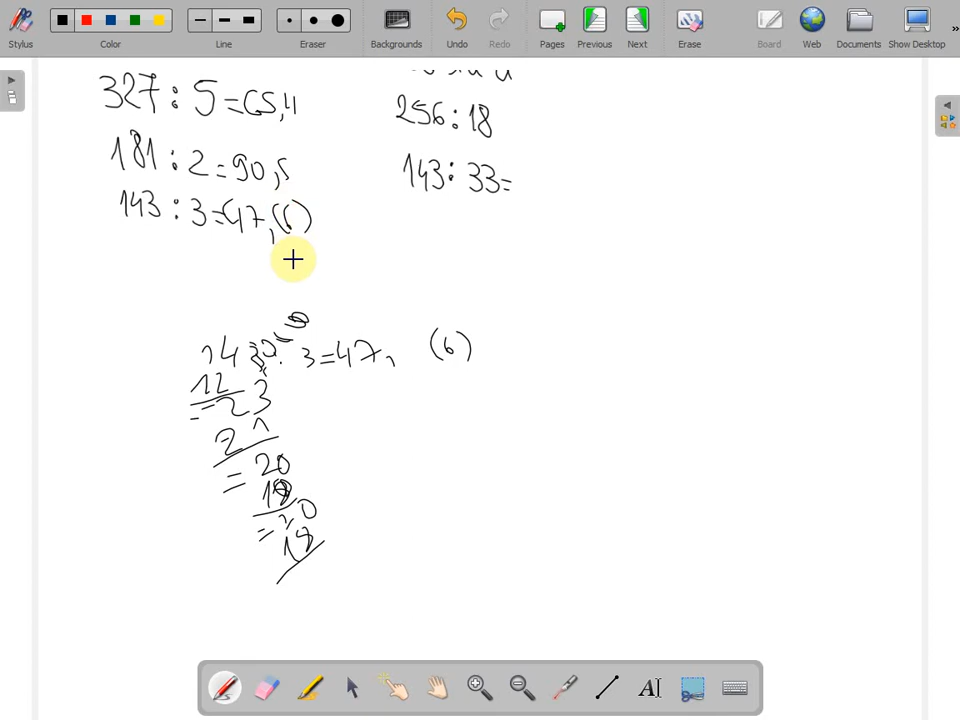 Stylus
Color
Line
Eraser
Backgrounds
Undo
Redo
Pages
Previous
Next
Erase
Board
Web
Documents
Show Desktop
»
327 : 5 = 65,4
181 : 2 = 90,5
143 : 3 = 47,(6)
256 : 18
143 : 33 =
: 3 = 47, (6)
12
= 23
21
= 20
18
= 20
18